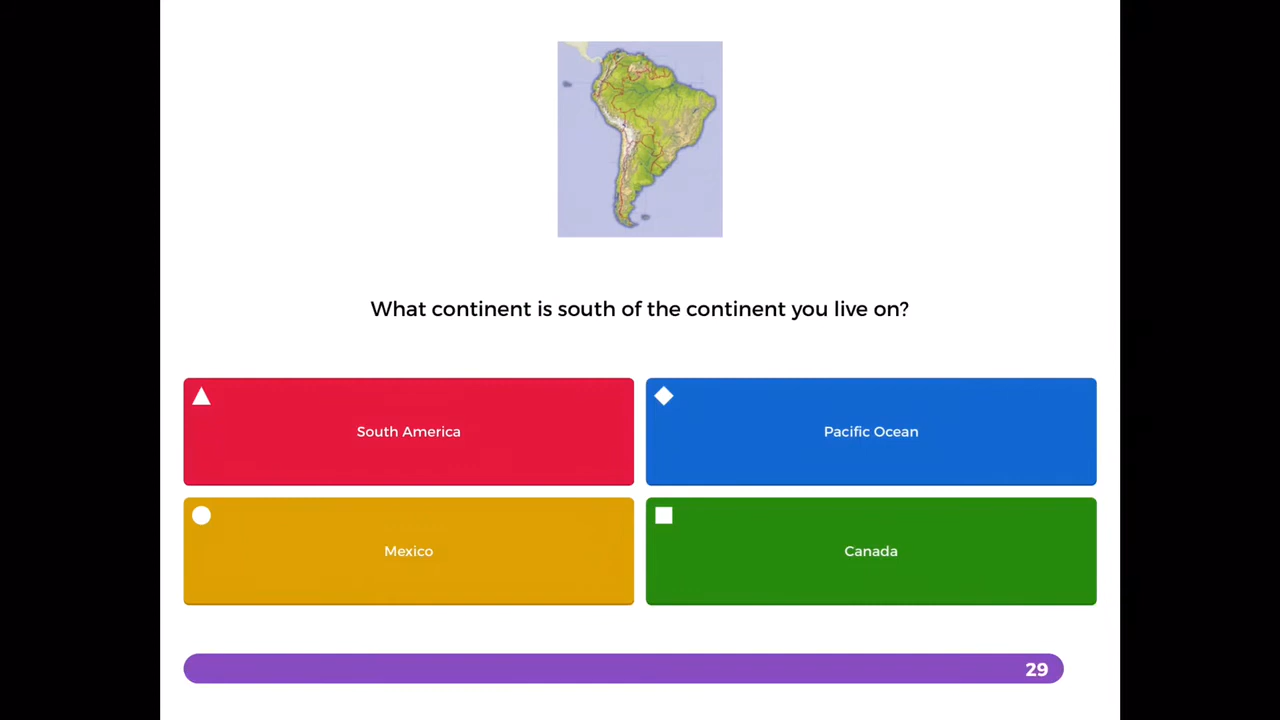 What continent is south of the continent you live on?
South America
Pacific Ocean
Mexico
Canada
29